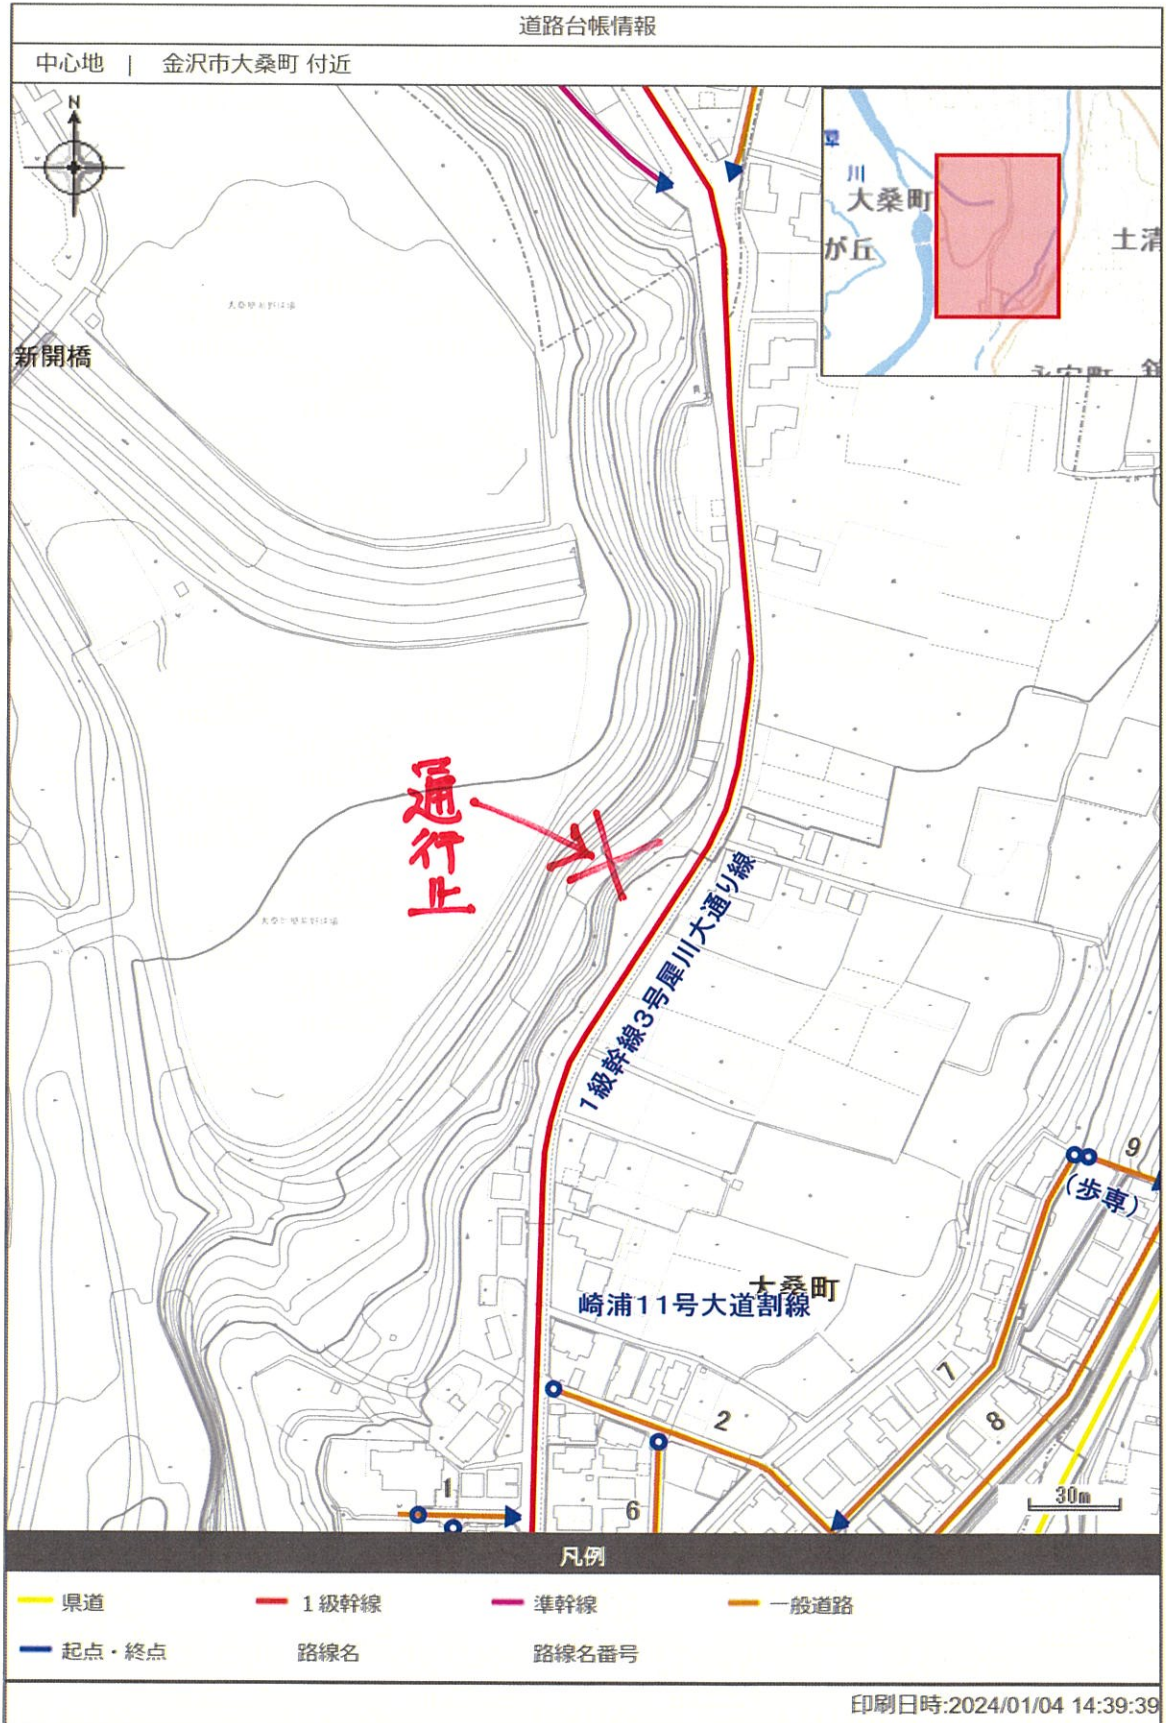 道路台帳情報
中心地 | 金沢市大桑町 付近
N
川
大桑町
が丘
新開橋
通行止
1級幹線3号犀川大通り線
9
(歩専)
大桑町
崎浦11号大道割線
7
2
8
1
6
30m
凡例
県道
1級幹線
準幹線
一般道路
起点・終点
路線名
路線名番号
印刷日時:2024/01/04 14:39:39